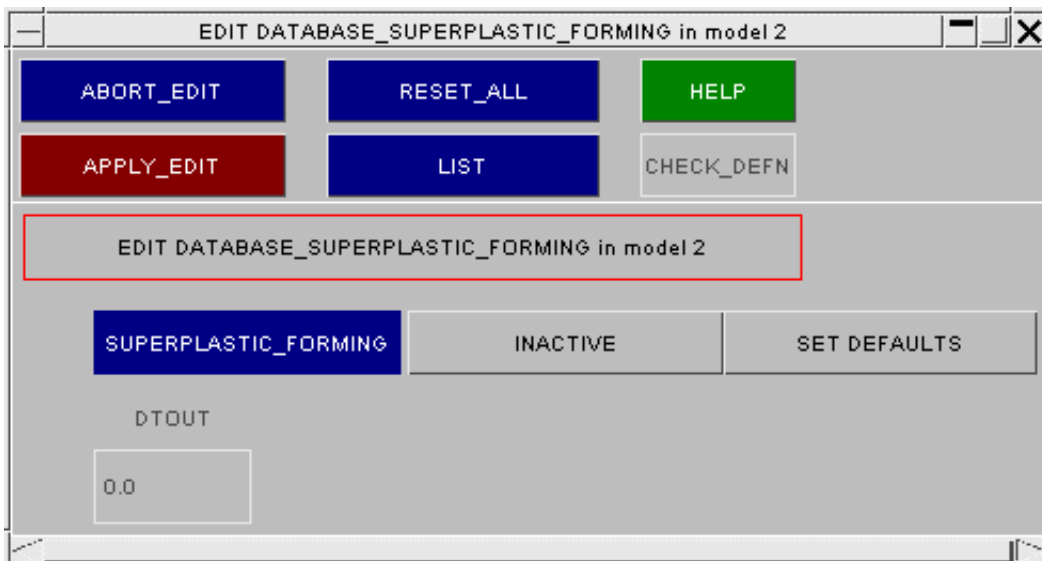 EDIT DATABASE_SUPERPLASTIC_FORMING in model 2
ABORT_EDIT RESET_ALL HELP
APPLY_EDIT LIST CHECK_DEFN
EDIT DATABASE_SUPERPLASTIC_FORMING in model 2
SUPERPLASTIC_FORMING INACTIVE SET DEFAULTS
DTOUT
0.0